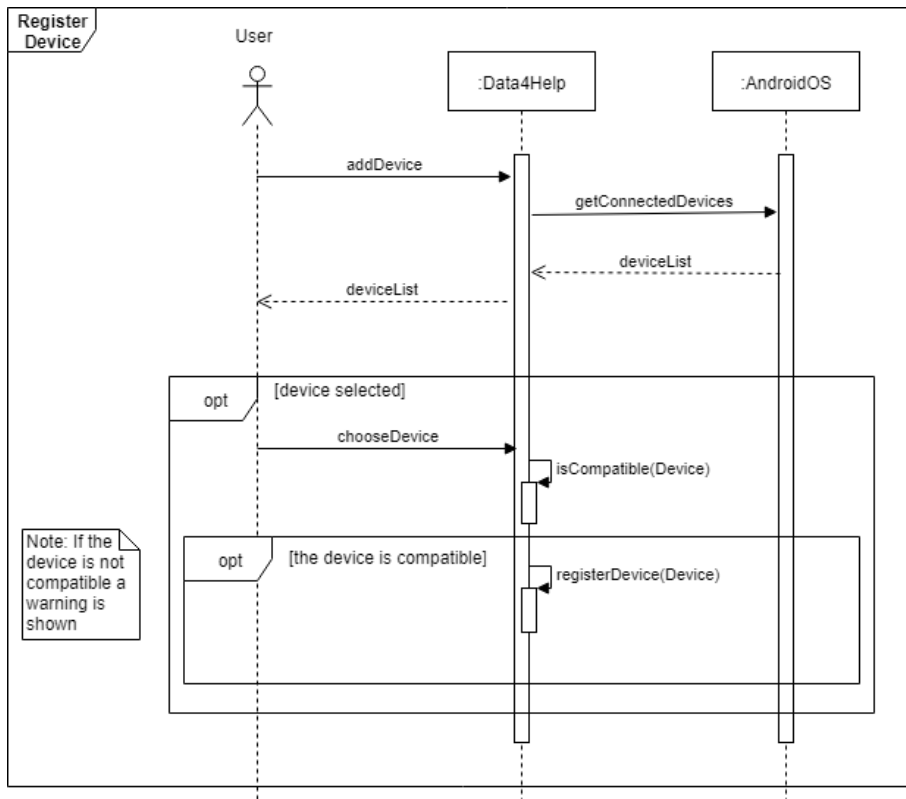 Register
Device
User
:Data4Help
:AndroidOS
addDevice
getConnectedDevices
deviceList
deviceList
opt
[device selected]
chooseDevice
isCompatible(Device)
Note: If the
device is not
compatible a
warning is
shown
opt
[the device is compatible]
registerDevice(Device)